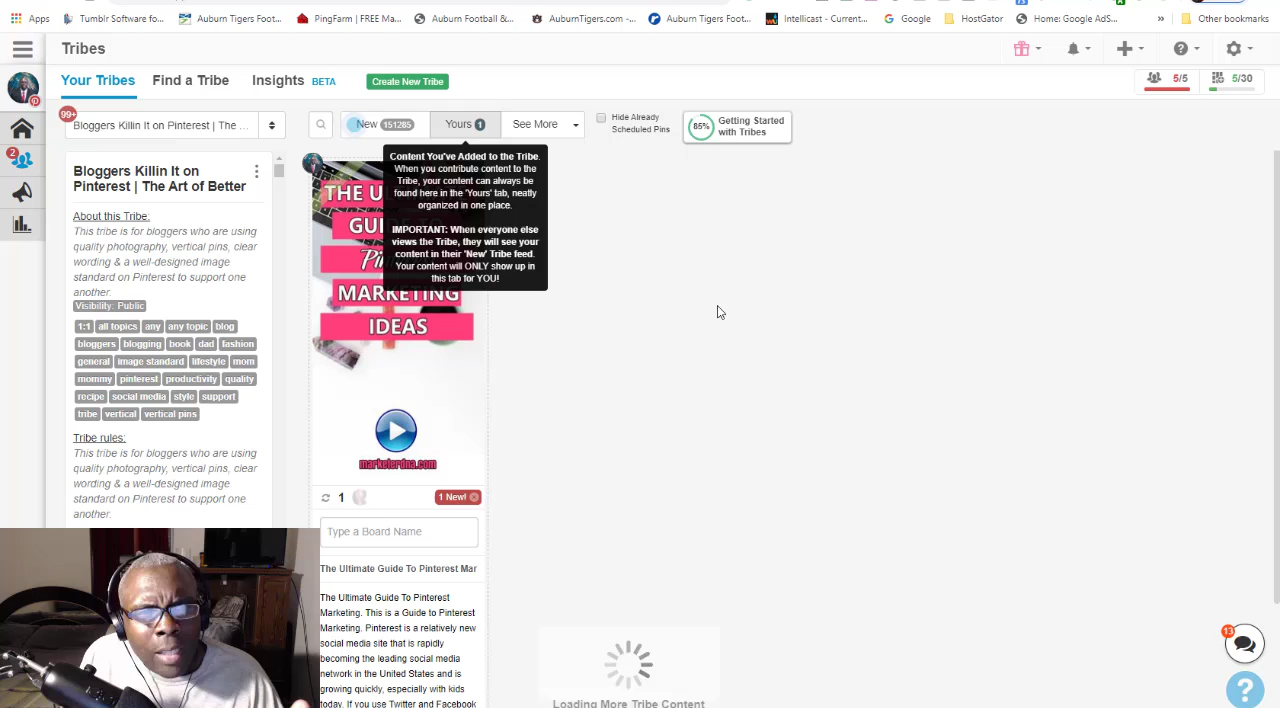 Apps
Tumblr Software fo...
Auburn Tigers Foot...
PingFarm | FREE Ma...
Auburn Football &...
AuburnTigers.com -...
Auburn Tigers Foot...
Intellicast - Current...
Google
HostGator
Home: Google AdS...
»
Other bookmarks
Tribes
Your Tribes
Find a Tribe
Insights BETA
Create New Tribe
5/5
5/30
99+
Bloggers Killin It on Pinterest | The ...
New 151285
Yours 1
See More
Hide Already
Scheduled Pins
85%
Getting Started
with Tribes
2
Bloggers Killin It on
Pinterest | The Art of Better
About this Tribe:
This tribe is for bloggers who are using
quality photography, vertical pins, clear
wording & a well-designed image
standard on Pinterest to support one
another.
Visibility: Public
1:1 all topics any any topic blog
bloggers blogging book dad fashion
general image standard lifestyle mom
mommy pinterest productivity quality
recipe social media style support
tribe vertical vertical pins
Tribe rules:
This tribe is for bloggers who are using
quality photography, vertical pins, clear
wording & a well-designed image
standard on Pinterest to support one
another.
Content You've Added to the Tribe.
When you contribute content to the
Tribe, your content can always be
found here in the 'Yours' tab, neatly
organized in one place.
IMPORTANT: When everyone else
views the Tribe, they will see your
content in their 'New' Tribe feed.
Your content will ONLY show up in
this tab for YOU!
THE
MARKETING
IDEAS
marketerdna.com
1
1 New!
Type a Board Name
The Ultimate Guide To Pinterest Mar
The Ultimate Guide To Pinterest
Marketing. This is a Guide to Pinterest
Marketing. Pinterest is a relatively new
social media site that is rapidly
becoming the leading social media
network in the United States and is
growing quickly, especially with kids
today. If you use Twitter and Facebook
Loading More Tribe Content
13
?